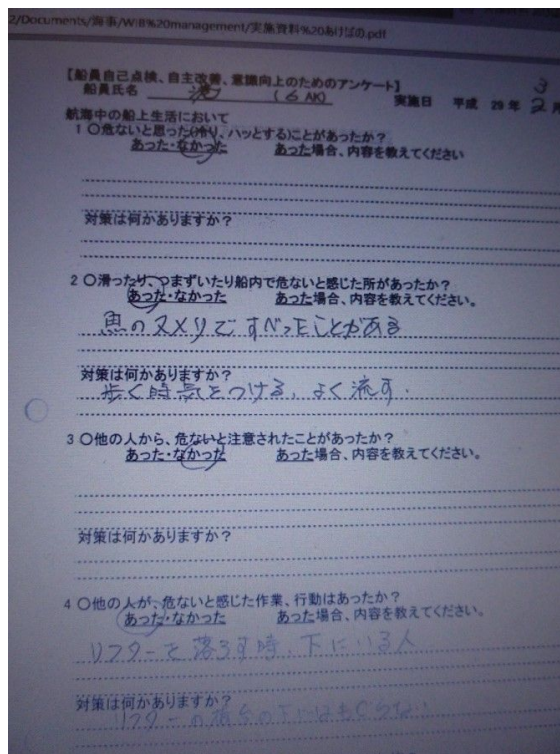 2/Documents/海事/WIB%20management/実施資料%20あけぼの.pdf
【船員自己点検、自主改善、意識向上のためのアンケート】
船員氏名 (6AK) 実施日 平成 29年 3
航海中の船上生活において
1 〇危ないと思った(冷り、ハッとする)ことがあったか?
あった・なかった あった場合、内容を教えてください
対策は何かありますか?
2 〇滑ったり、つまずいたり船内で危ないと感じた所があったか?
あった・なかった あった場合、内容を教えてください。
魚のヌメリですべったことがある
対策は何かありますか?
歩く時気をつける、よく流す.
3 〇他の人から、危ないと注意されたことがあったか?
あった・なかった あった場合、内容を教えてください。
対策は何かありますか?
4 〇他の人が、危ないと感じた作業、行動はあったか?
あった・なかった あった場合、内容を教えてください。
リフターを落ろす時、下にいる人
対策は何かありますか?
リフターの